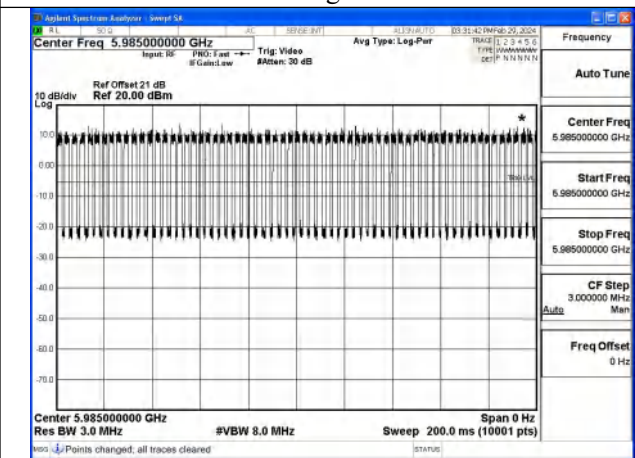 Agilent Spectrum Analyzer - Swept SA
RL 50 Ω AC SENSE:INT ALIGNAUTO 03:31:42 PM Feb 29, 2024
Center Freq 5.985000000 GHz
Input: RF PNO: Fast Trig: Video
IFGain:Low #Atten: 30 dB
Avg Type: Log-Pwr
TRACE 1 2 3 4 5 6
TYPE
DET P N N N N N
Frequency
Auto Tune
Ref Offset 21 dB
10 dB/div Ref 20.00 dBm
Log
10.0
0.00
-10.0
-20.0
-30.0
-40.0
-50.0
-60.0
-70.0
*
TRIG LVL
Center Freq
5.985000000 GHz
Start Freq
5.985000000 GHz
Stop Freq
5.985000000 GHz
CF Step
3.000000 MHz
Auto Man
Freq Offset
0 Hz
Center 5.985000000 GHz Span 0 Hz
Res BW 3.0 MHz #VBW 8.0 MHz Sweep 200.0 ms (10001 pts)
MSG Points changed; all traces cleared STATUS